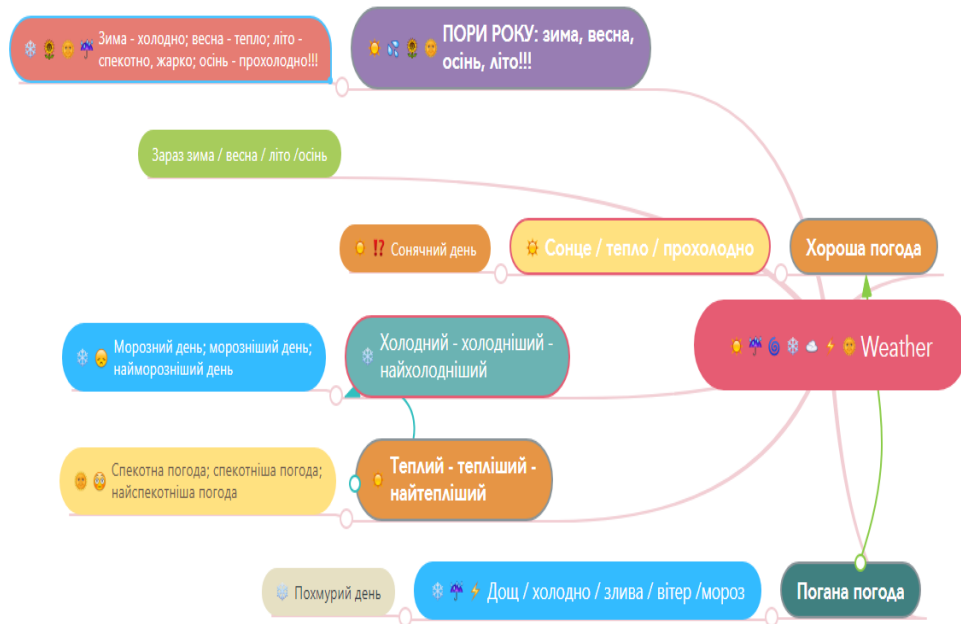 ПОРИ РОКУ: зима, весна,
осінь, літо!!!
Зима - холодно; весна - тепло; літо -
спекотно, жарко; осінь - прохолодно!!!
Зараз зима / весна / літо /осінь
Хороша погода
Сонце / тепло / прохолодно
Сонячний день
Weather
Холодний - холодніший -
найхолодніший
Морозний день; морозніший день;
найморозніший день
Теплий - тепліший -
найтепліший
Спекотна погода; спекотніша погода;
найспекотніша погода
Погана погода
Дощ / холодно / злива / вітер /мороз
Похмурий день